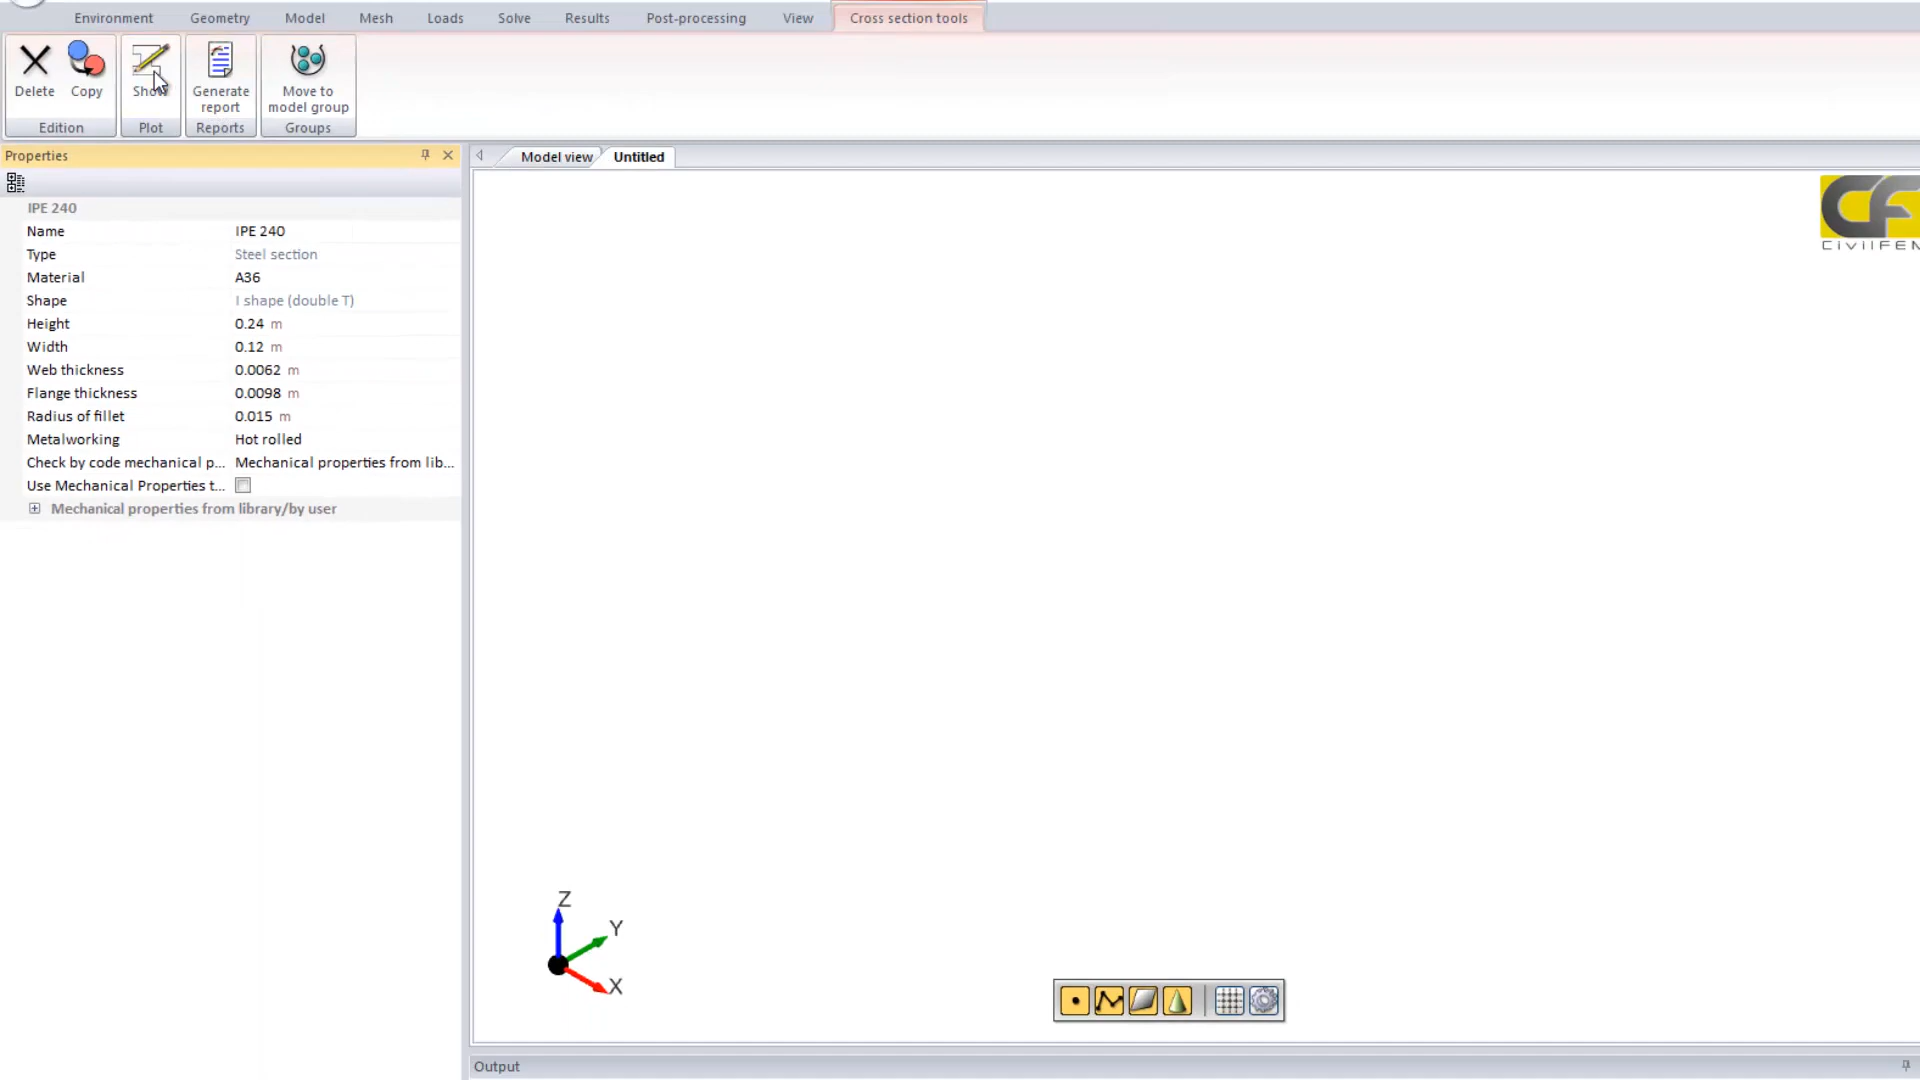 Environment Geometry Model Mesh Loads Solve Results Post-processing View Cross section tools
Delete Copy Show Generate report Move to model group
Edition Plot Reports Groups
Properties
Model view Untitled
IPE 240
Name IPE 240
Type Steel section
Material A36
Shape I shape (double T)
Height 0.24 m
Width 0.12 m
Web thickness 0.0062 m
Flange thickness 0.0098 m
Radius of fillet 0.015 m
Metalworking Hot rolled
Check by code mechanical p... Mechanical properties from lib...
Use Mechanical Properties t...
Mechanical properties from library/by user
CF
CivilFEM
Z
Y
X
Output